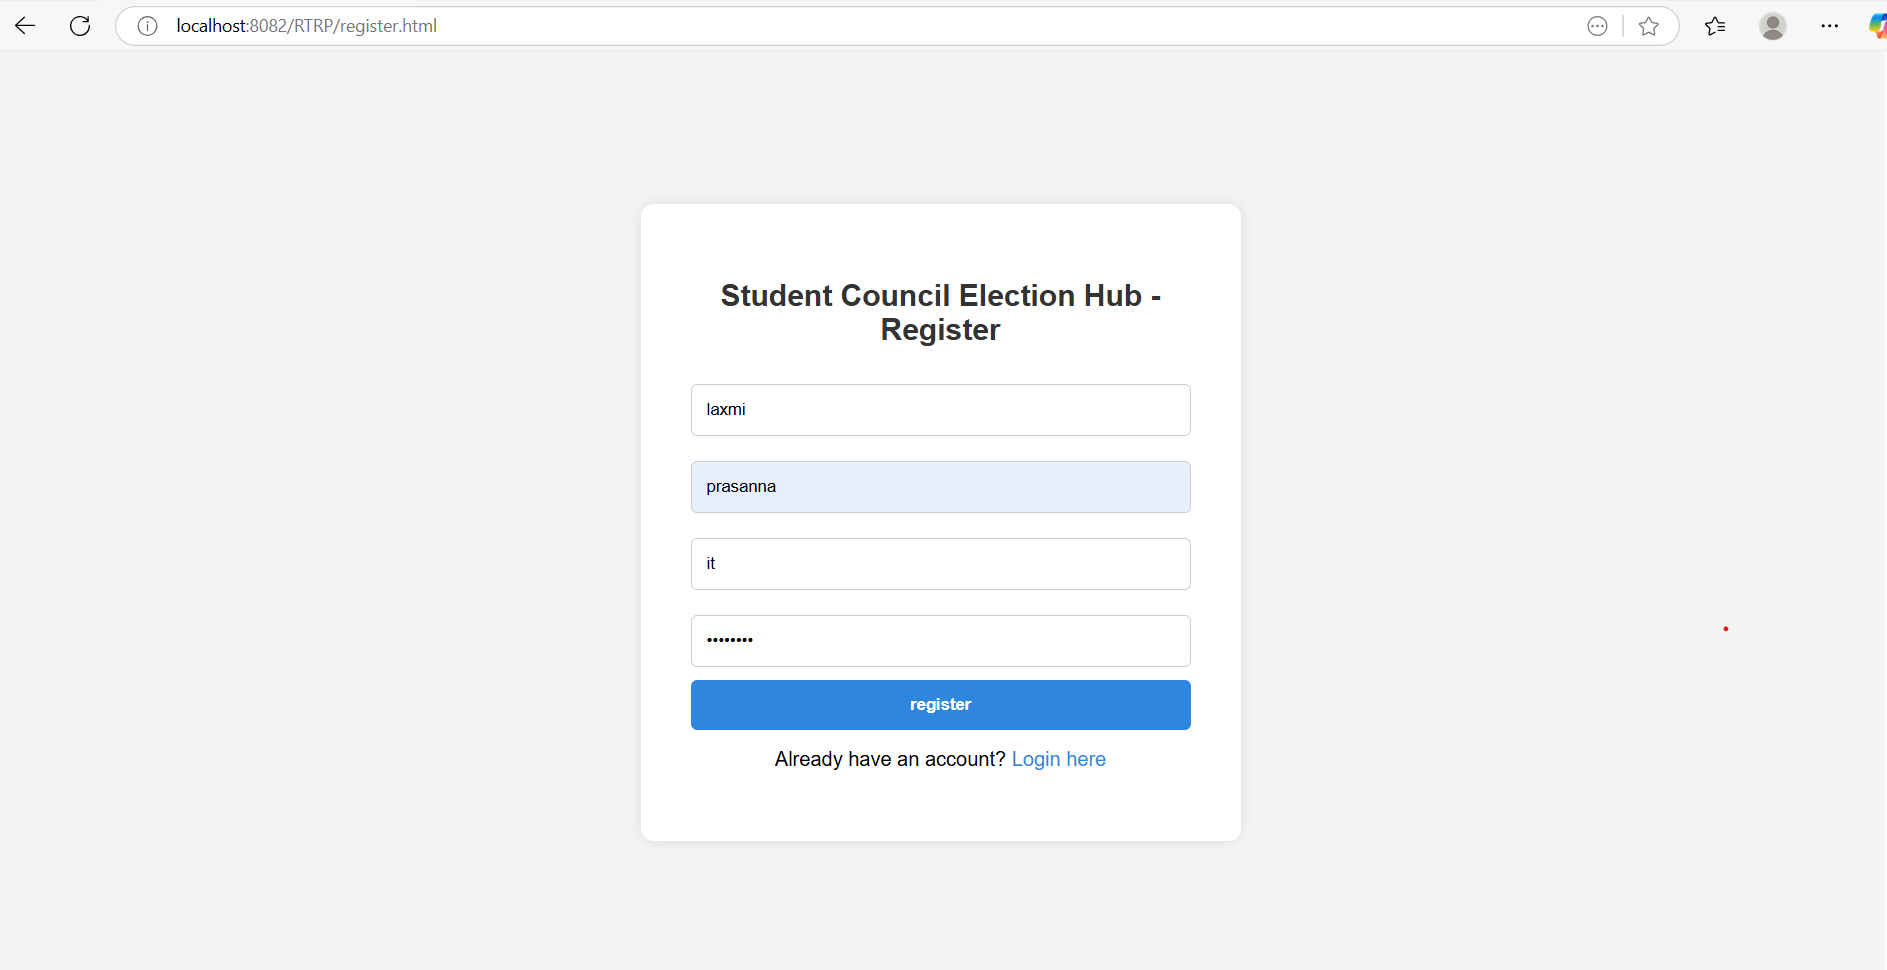 localhost:8082/RTRP/register.html
Student Council Election Hub -
Register
laxmi
prasanna
it
••••••••
register
Already have an account? Login here